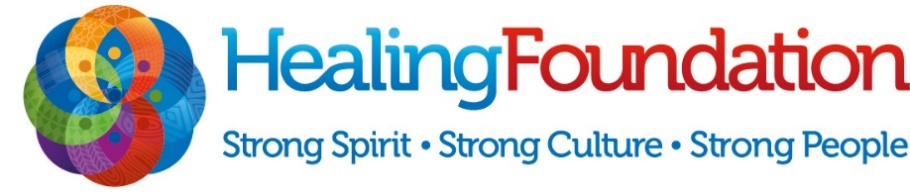 HealingFoundation
Strong Spirit • Strong Culture • Strong People